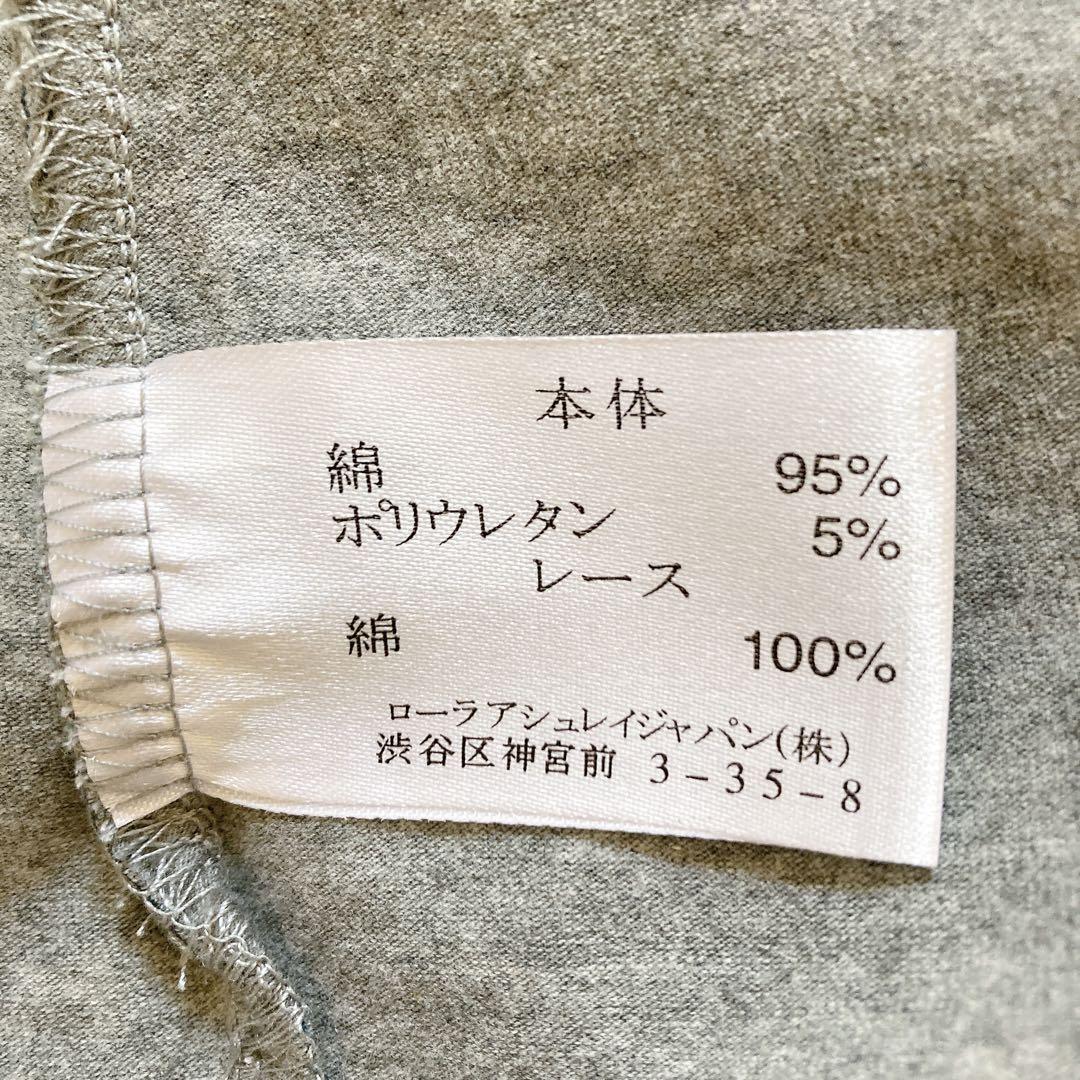 本体
綿 95%
ポリウレタン 5%
レース
綿 100%
ローラアシュレイジャパン(株)
渋谷区神宮前 3-35-8